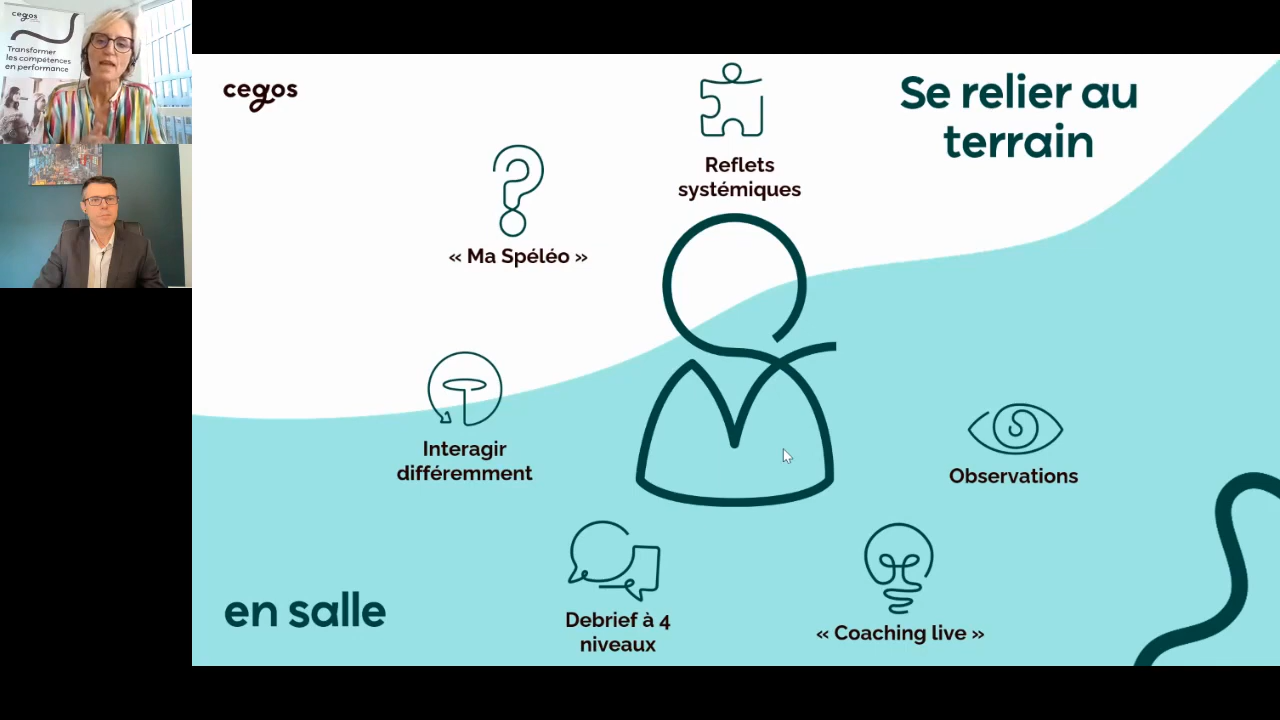 cegos
Transformer
les compétences
en performance
cegos
Se relier au
terrain
Reflets
systémiques
« Ma Spéléo »
Interagir
différemment
Observations
en salle
Debrief à 4
niveaux
« Coaching live »